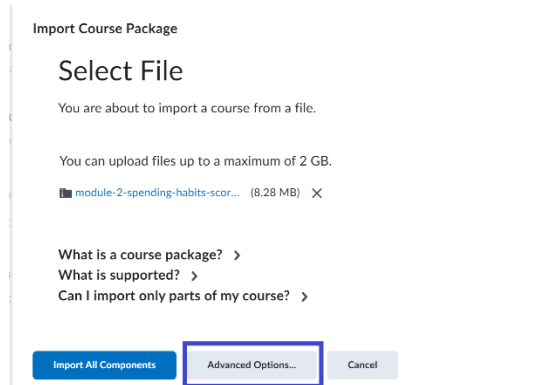 Import Course Package
Select File
You are about to import a course from a file.
You can upload files up to a maximum of 2 GB.
module-2-spending-habits-scor... (8.28 MB)
What is a course package?
What is supported?
Can I import only parts of my course?
Import All Components Advanced Options... Cancel